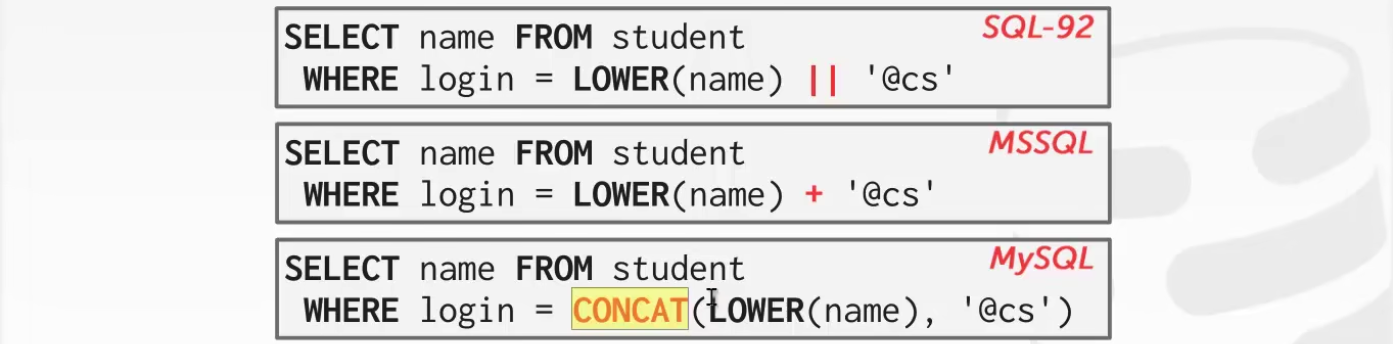 SELECT name FROM student
SQL-92
WHERE login = LOWER(name) || '@cs'
SELECT name FROM student
MSSQL
WHERE login = LOWER(name) + '@cs'
SELECT name FROM student
MySQL
WHERE login = CONCAT(LOWER(name), '@cs')